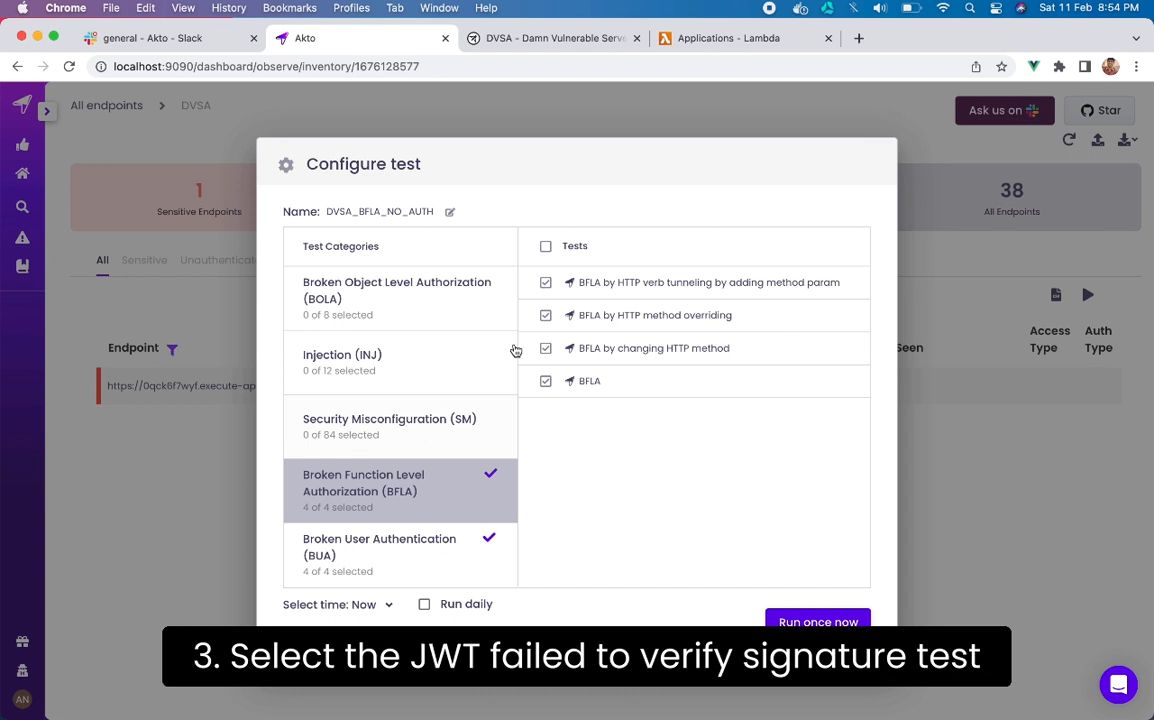 Chrome File Edit View History Bookmarks Profiles Tab Window Help Sat 11 Feb 8:54 PM
general - Akto - Slack Akto DVSA - Damn Vulnerable Serve Applications - Lambda
localhost:9090/dashboard/observe/inventory/1676128577
All endpoints DVSA Ask us on Star
1 38
Sensitive Endpoints All Endpoints
All Sensitive Unauthenticat
Endpoint Seen Access Type Auth Type
https://0qck6f7wyf.execute-ap
Configure test
Name: DVSA_BFLA_NO_AUTH
Test Categories
Broken Object Level Authorization
(BOLA)
0 of 8 selected
Injection (INJ)
0 of 12 selected
Security Misconfiguration (SM)
0 of 84 selected
Broken Function Level
Authorization (BFLA)
4 of 4 selected
Broken User Authentication
(BUA)
4 of 4 selected
Tests
BFLA by HTTP verb tunneling by adding method param
BFLA by HTTP method overriding
BFLA by changing HTTP method
BFLA
Select time: Now Run daily
Run once now
3. Select the JWT failed to verify signature test
AN